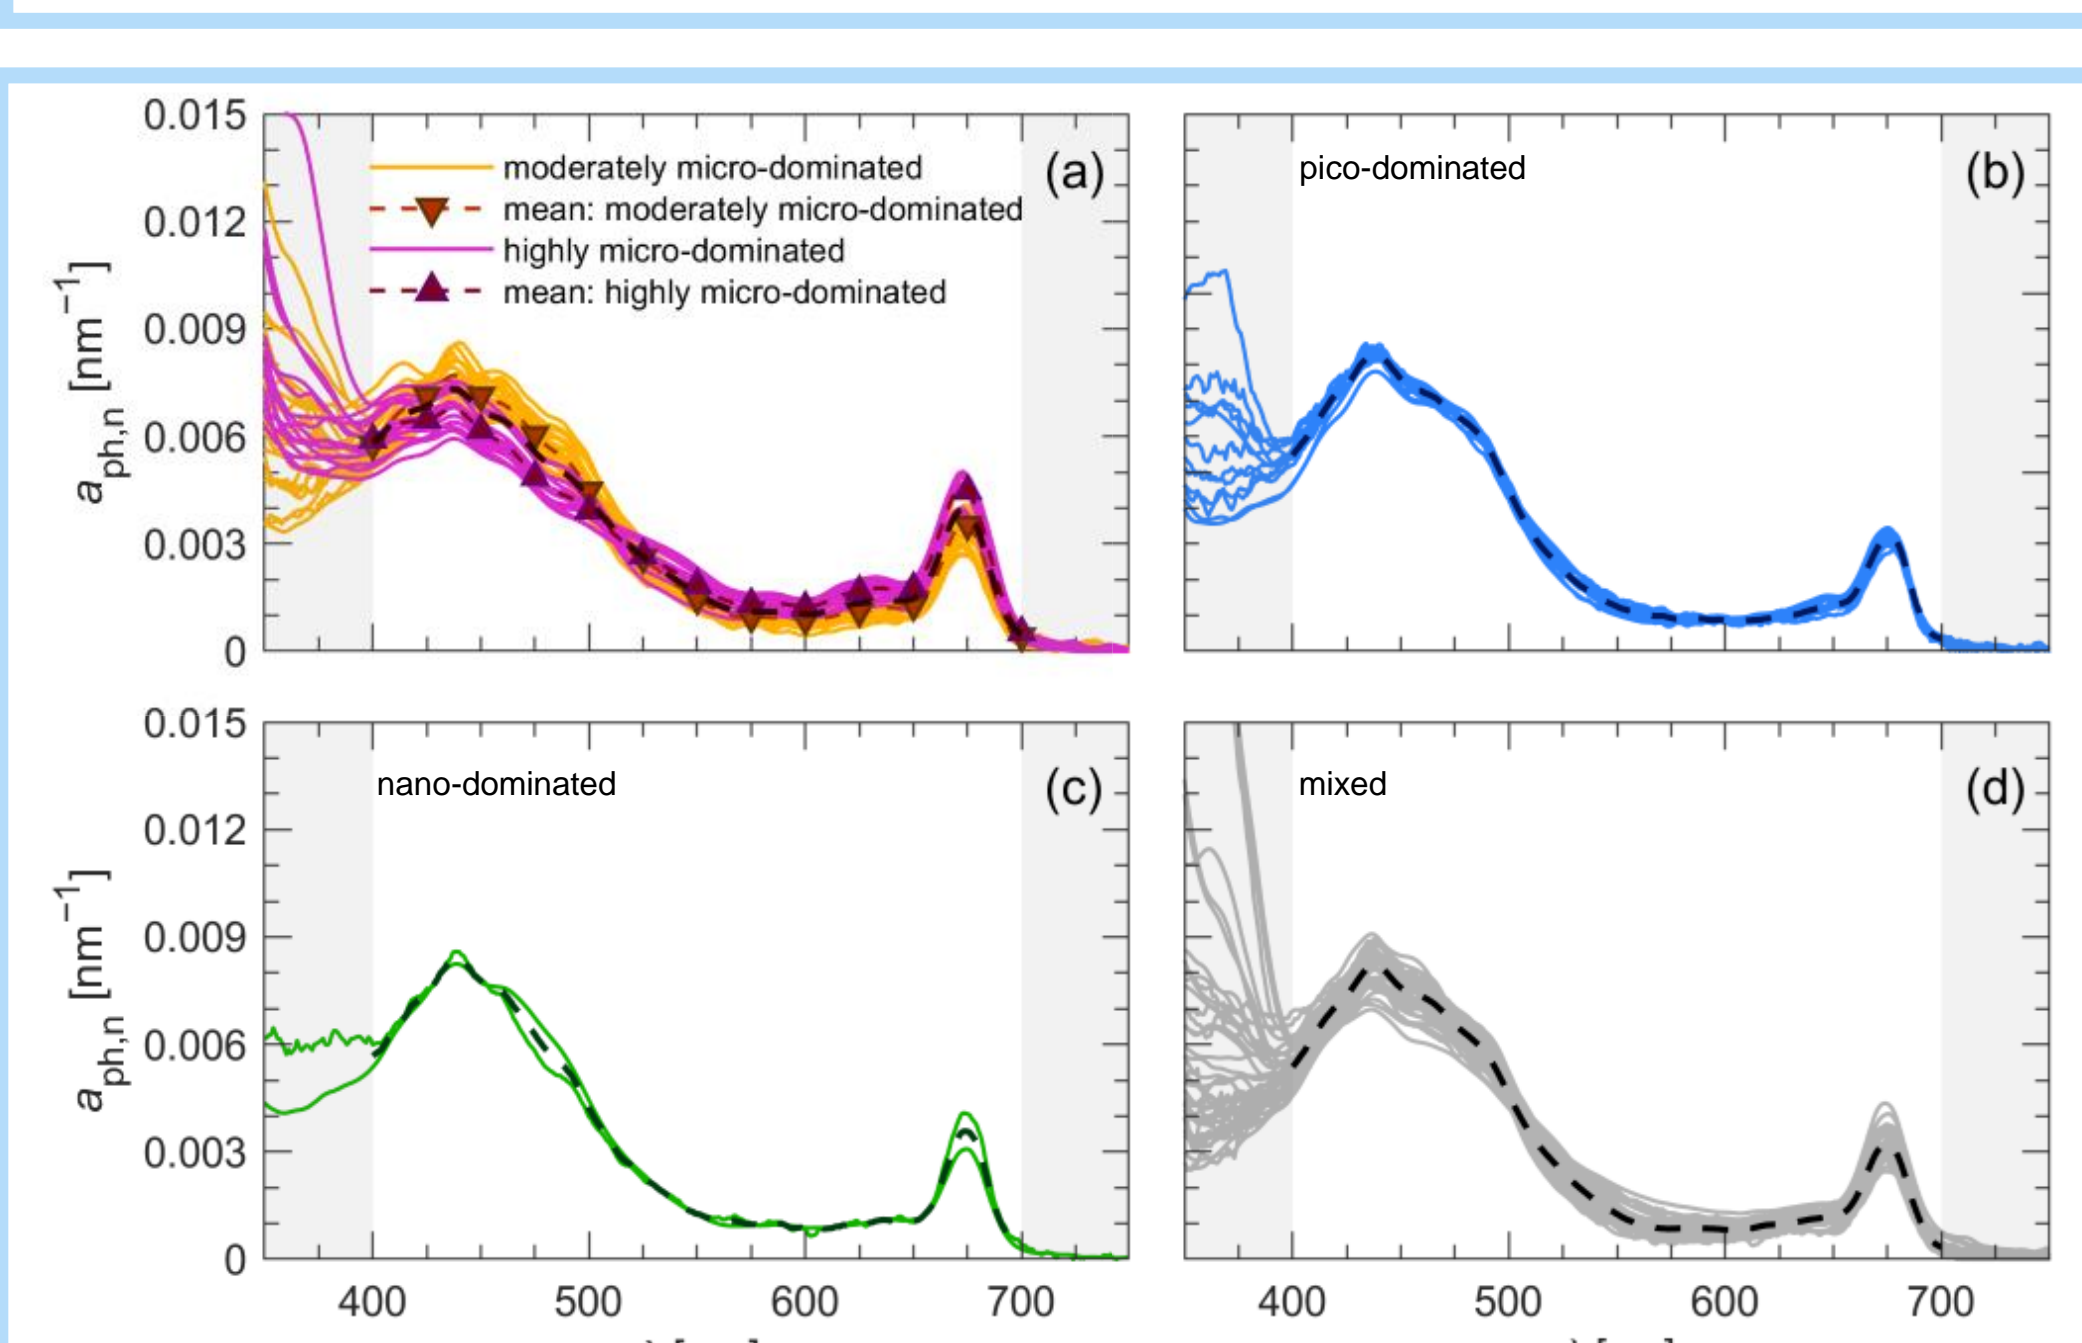 0.015
0.012
0.009
0.006
0.003
0
a ph,n [nm−1]
moderately micro-dominated
mean: moderately micro-dominated
highly micro-dominated
mean: highly micro-dominated
(a)
pico-dominated
(b)
0.015
0.012
0.009
0.006
0.003
0
a ph,n [nm−1]
nano-dominated
(c)
mixed
(d)
400 500 600 700
400 500 600 700